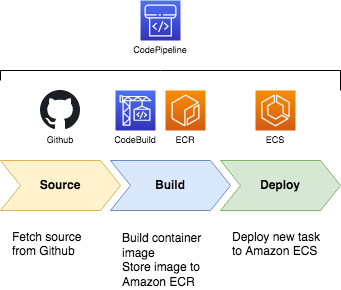 CodePipeline
Github
CodeBuild
ECR
ECS
Source
Build
Deploy
Fetch source
from Github
Build container
image
Store image to
Amazon ECR
Deploy new task
to Amazon ECS